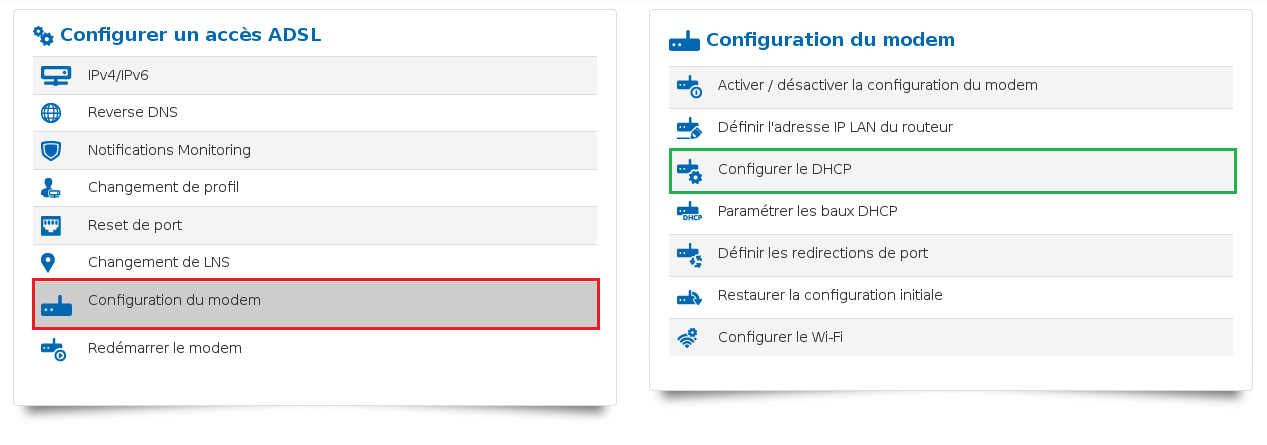 Configurer un accès ADSL
IPv4/IPv6
Reverse DNS
Notifications Monitoring
Changement de profil
Reset de port
Changement de LNS
Configuration du modem
Redémarrer le modem
Configuration du modem
Activer / désactiver la configuration du modem
Définir l'adresse IP LAN du routeur
Configurer le DHCP
DHCP
Paramétrer les baux DHCP
Définir les redirections de port
Restaurer la configuration initiale
Configurer le Wi-Fi